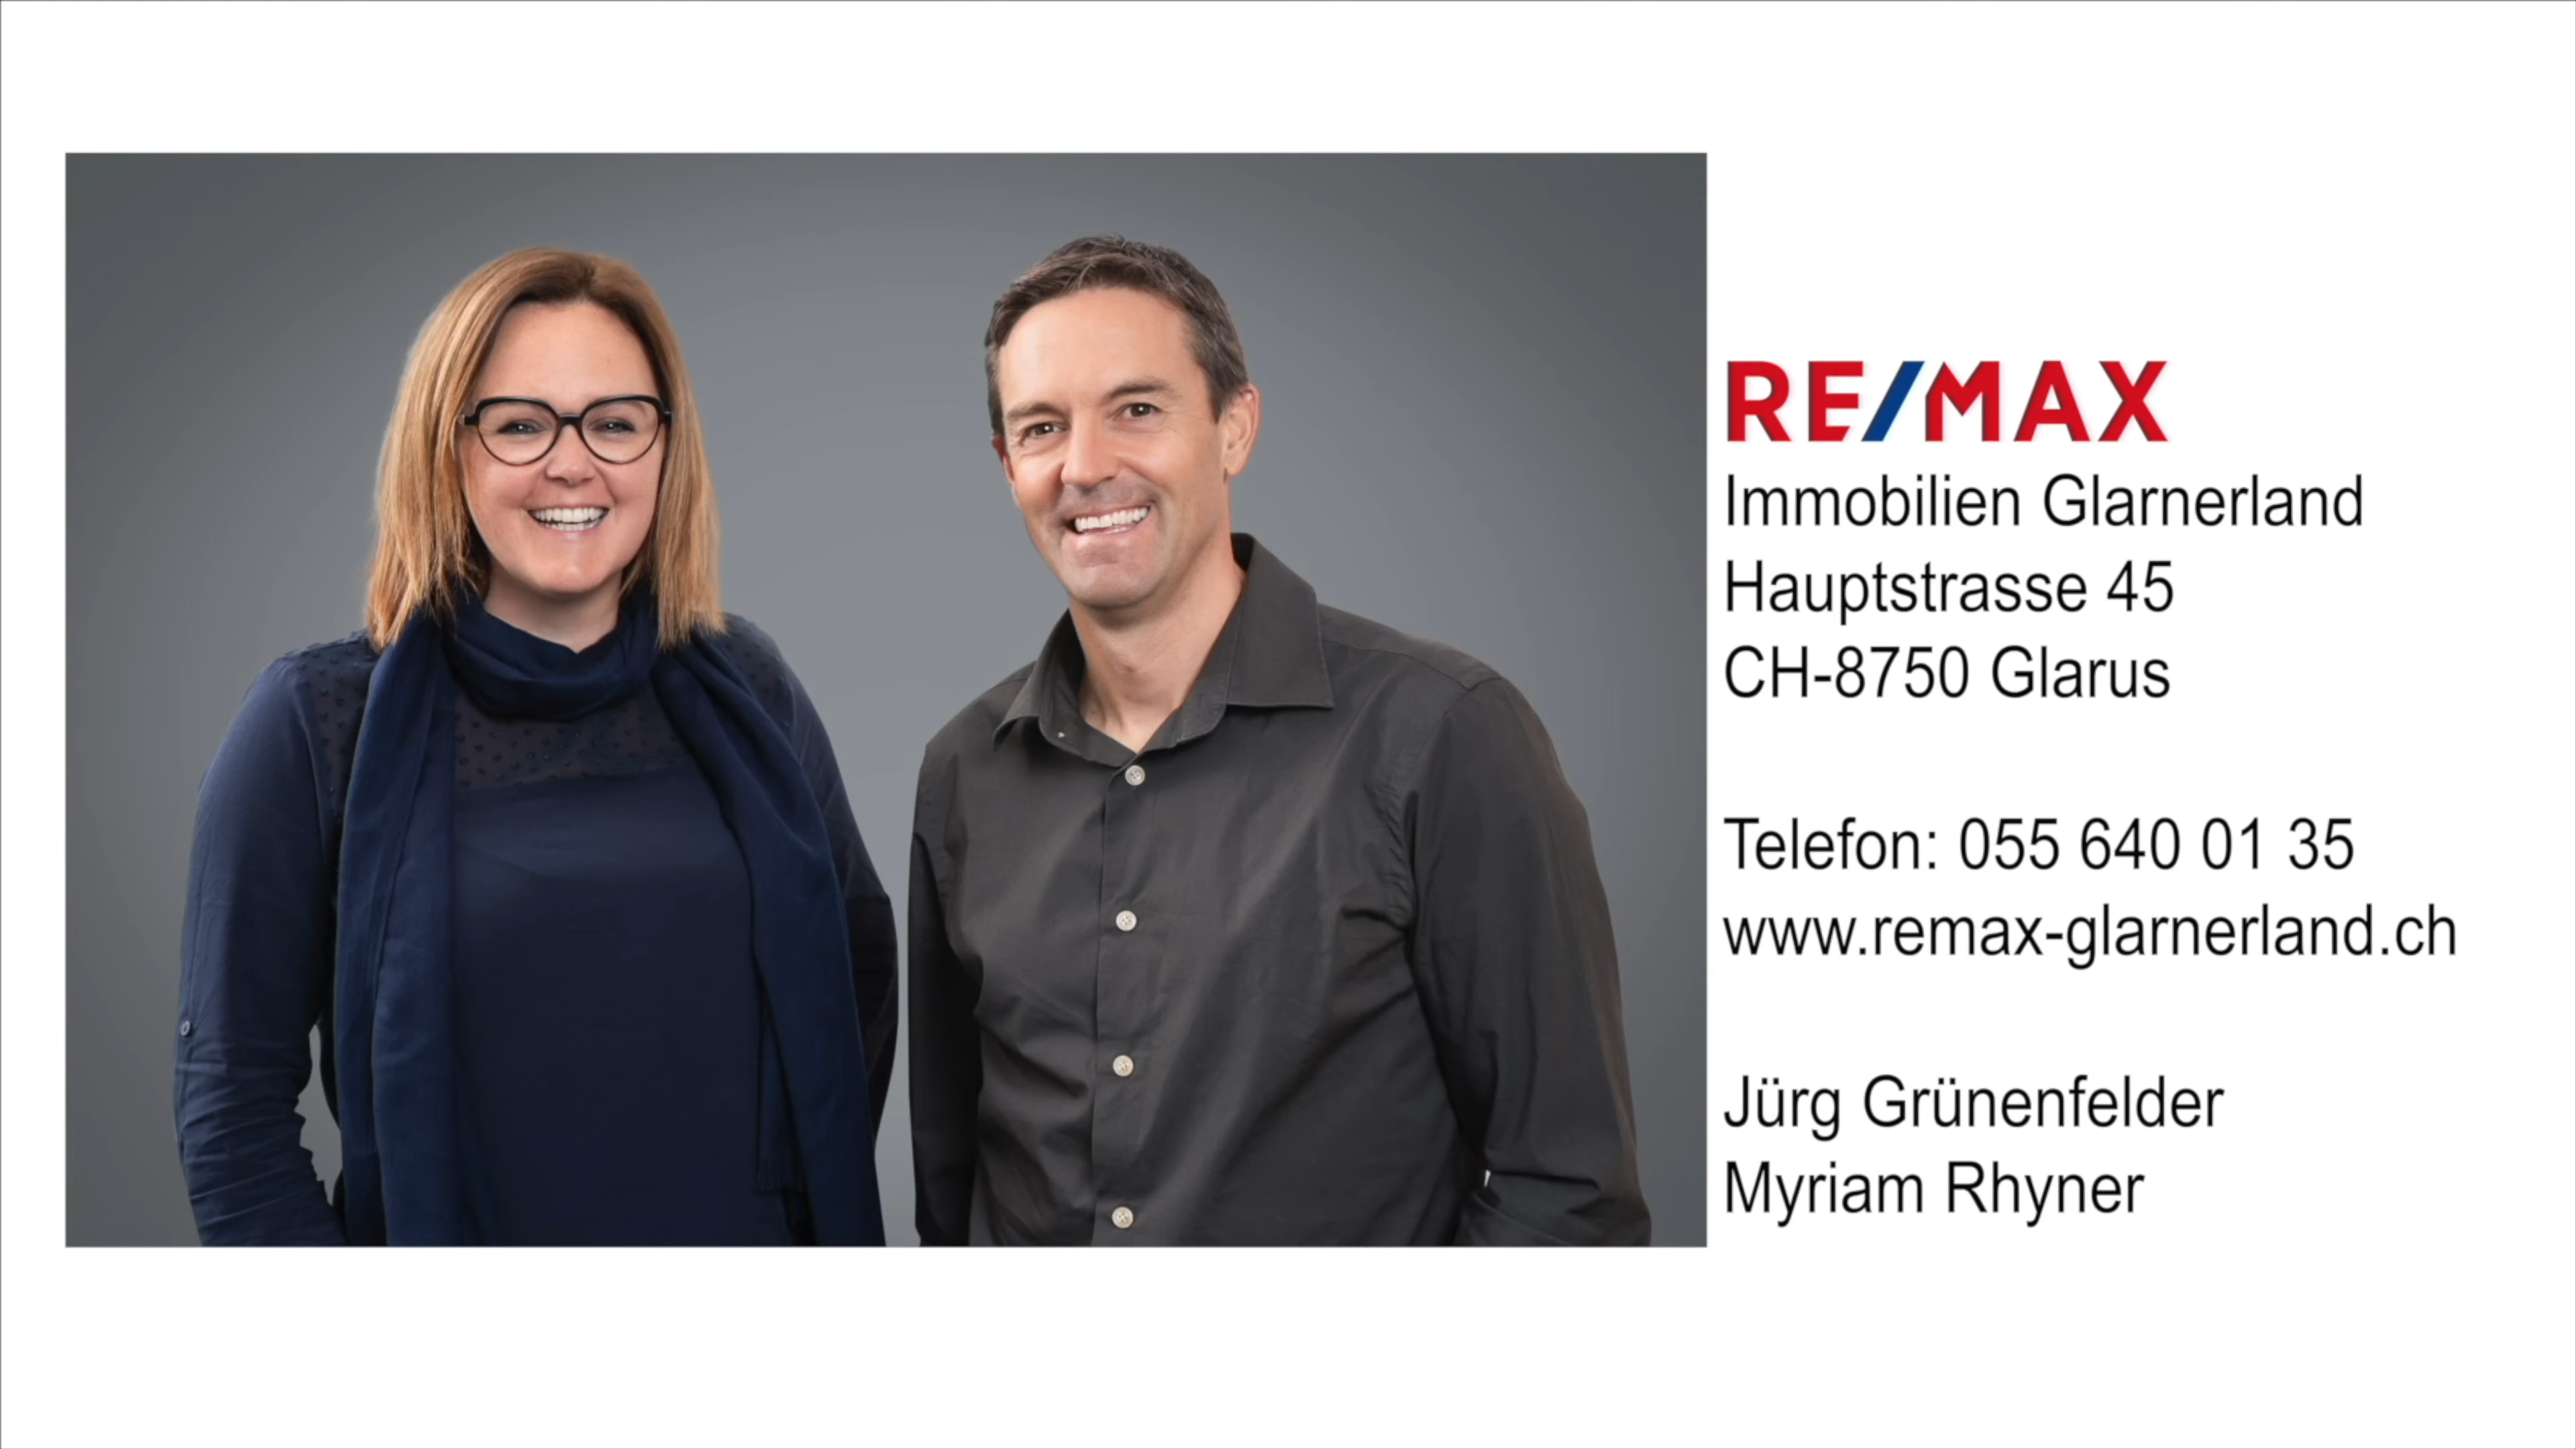 RE/MAX
Immobilien Glarnerland
Hauptstrasse 45
CH-8750 Glarus
Telefon: 055 640 01 35
www.remax-glarnerland.ch
Jürg Grünenfelder
Myriam Rhyner